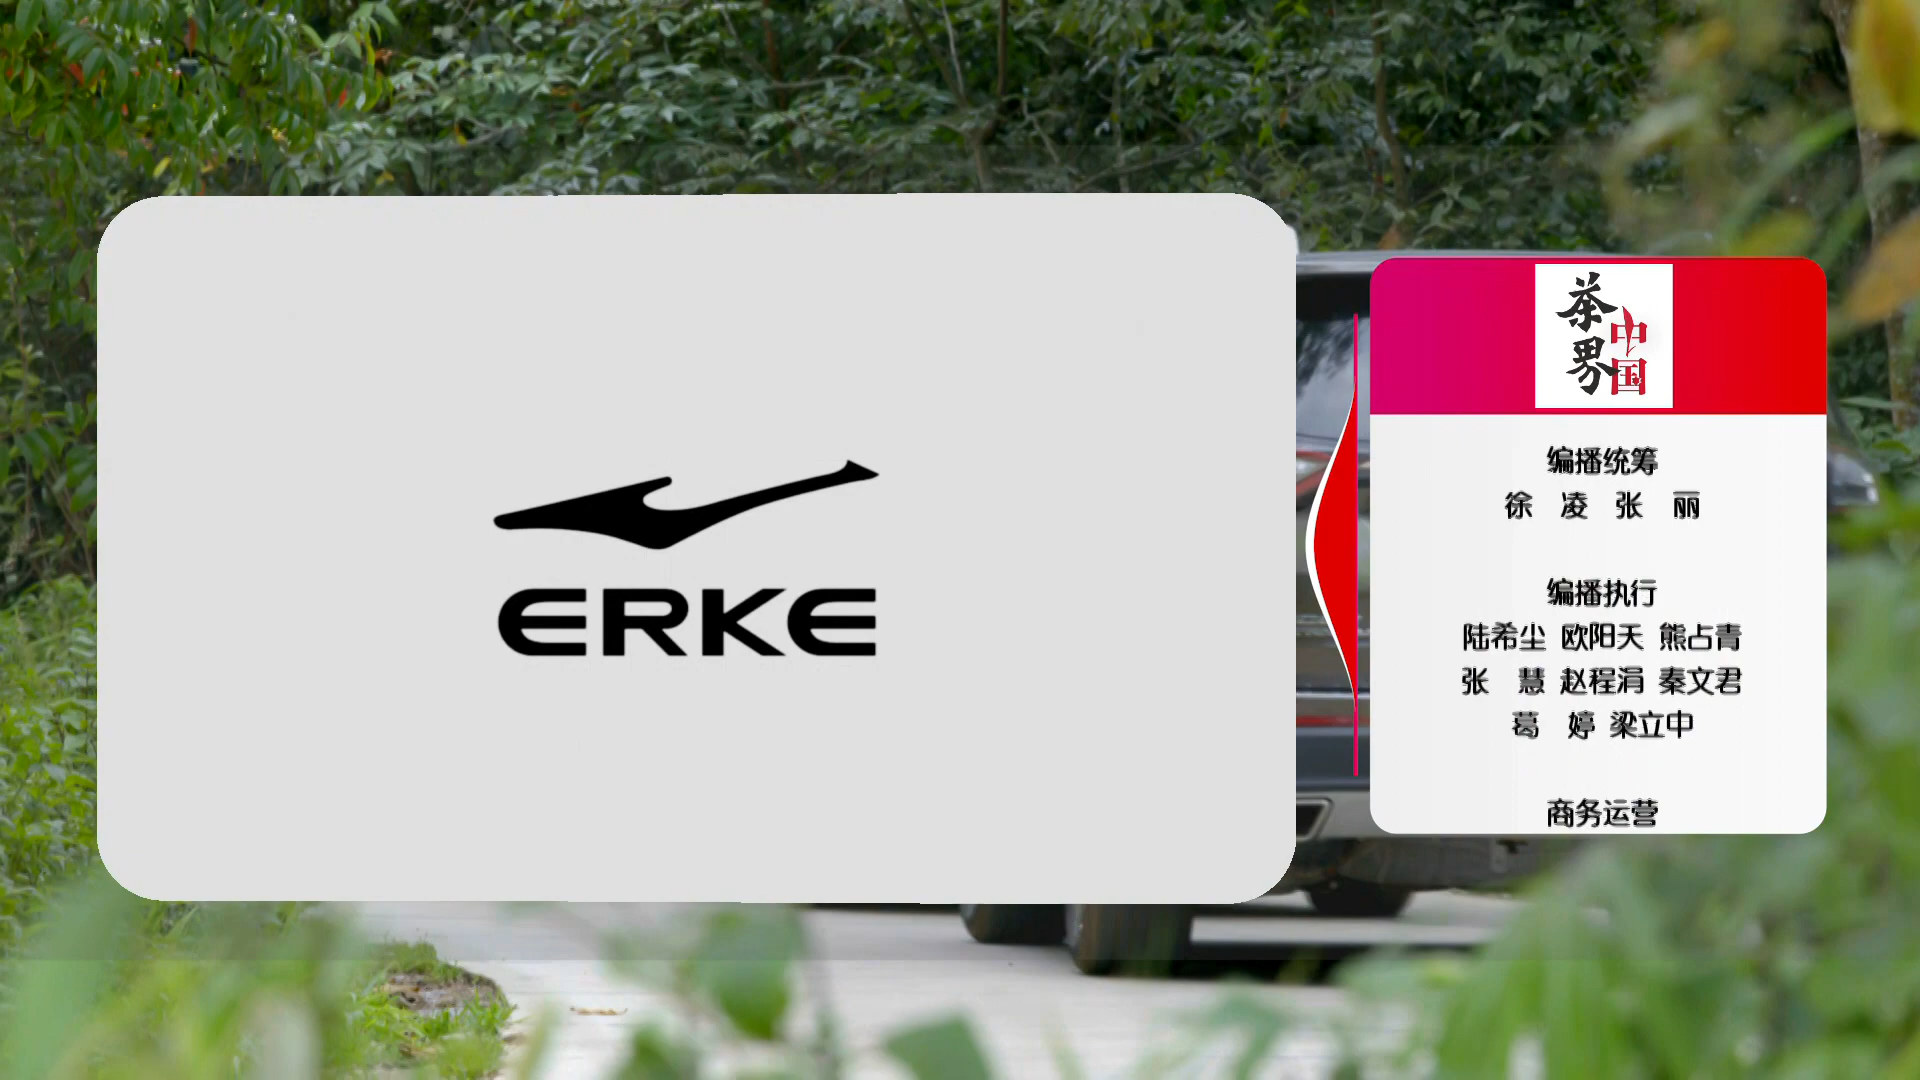 ERKE
茶界
中国
编播统筹
徐 凌 张 丽
编播执行
陆希尘 欧阳天 熊占青
张 慧 赵程涓 秦文君
葛 婷 梁立中
商务运营